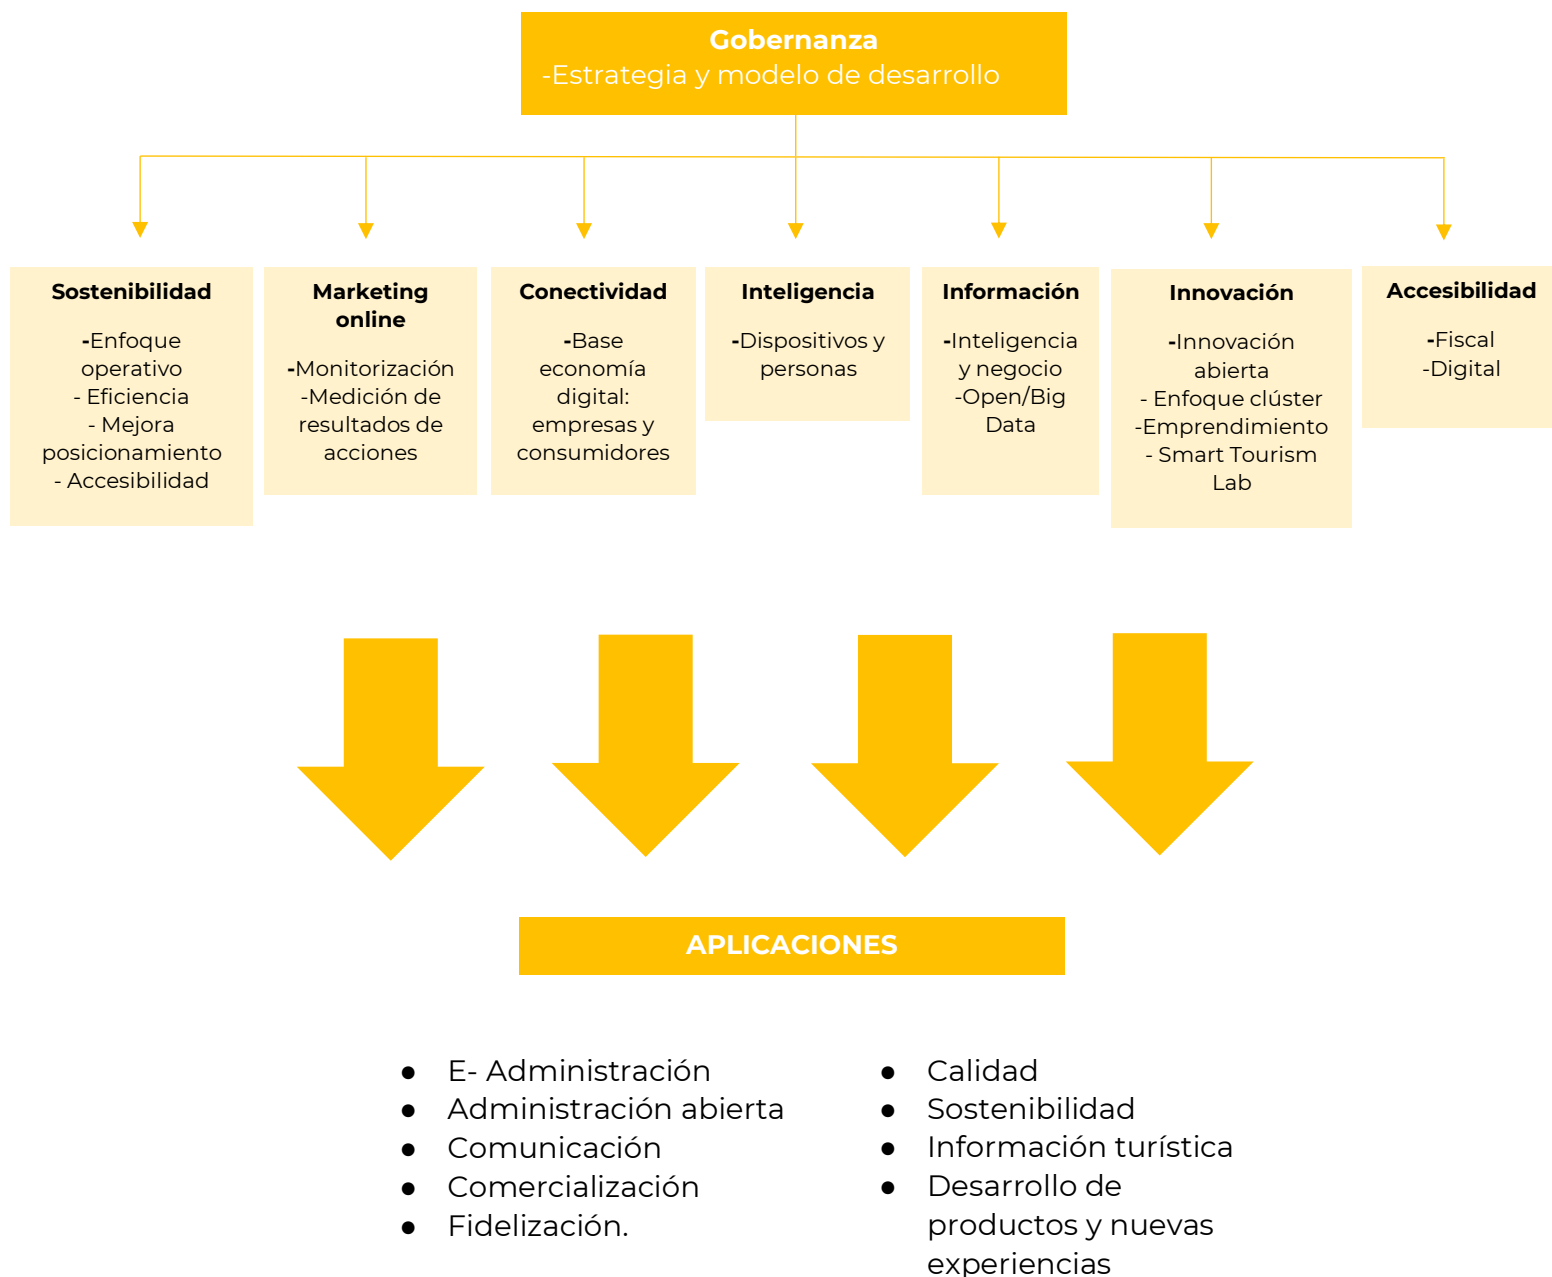 Gobernanza
-Estrategia y modelo de desarrollo
Sostenibilidad
-Enfoque
operativo
- Eficiencia
- Mejora
posicionamiento
- Accesibilidad
Marketing
online
-Monitorización
-Medición de
resultados de
acciones
Conectividad
-Base
economía
digital:
empresas y
consumidores
Inteligencia
-Dispositivos y
personas
Información
-Inteligencia
y negocio
-Open/Big
Data
Innovación
-Innovación
abierta
- Enfoque clúster
-Emprendimiento
- Smart Tourism
Lab
Accesibilidad
-Fiscal
-Digital
APLICACIONES
● E- Administración
● Administración abierta
● Comunicación
● Comercialización
● Fidelización.
● Calidad
● Sostenibilidad
● Información turística
● Desarrollo de
productos y nuevas
experiencias